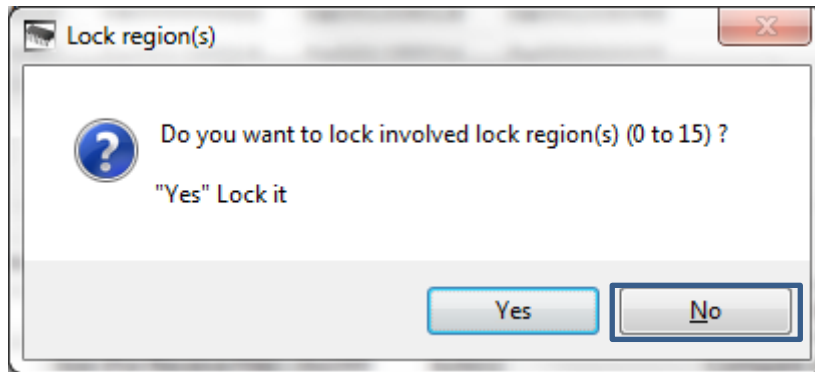 Lock region(s)
Do you want to lock involved lock region(s) (0 to 15) ?
"Yes" Lock it
Yes
No